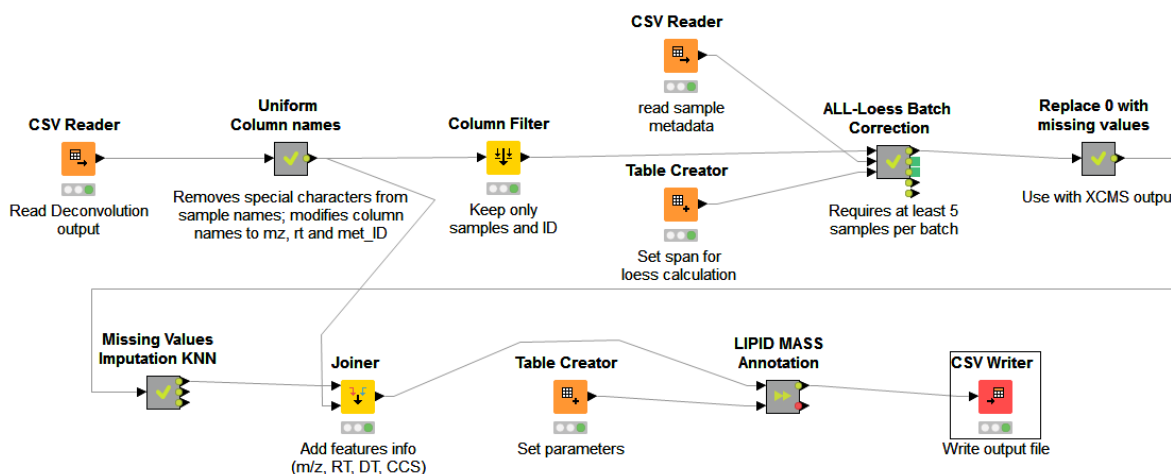 CSV Reader
read sample
metadata
CSV Reader
Read Deconvolution
output
Uniform
Column names
Removes special characters from
sample names; modifies column
names to mz, rt and met_ID
Column Filter
Keep only
samples and ID
Table Creator
Set span for
loess calculation
ALL-Loess Batch
Correction
Requires at least 5
samples per batch
Replace 0 with
missing values
Use with XCMS output
Missing Values
Imputation KNN
Joiner
Add features info
(m/z, RT, DT, CCS)
Table Creator
Set parameters
LIPID MASS
Annotation
CSV Writer
Write output file